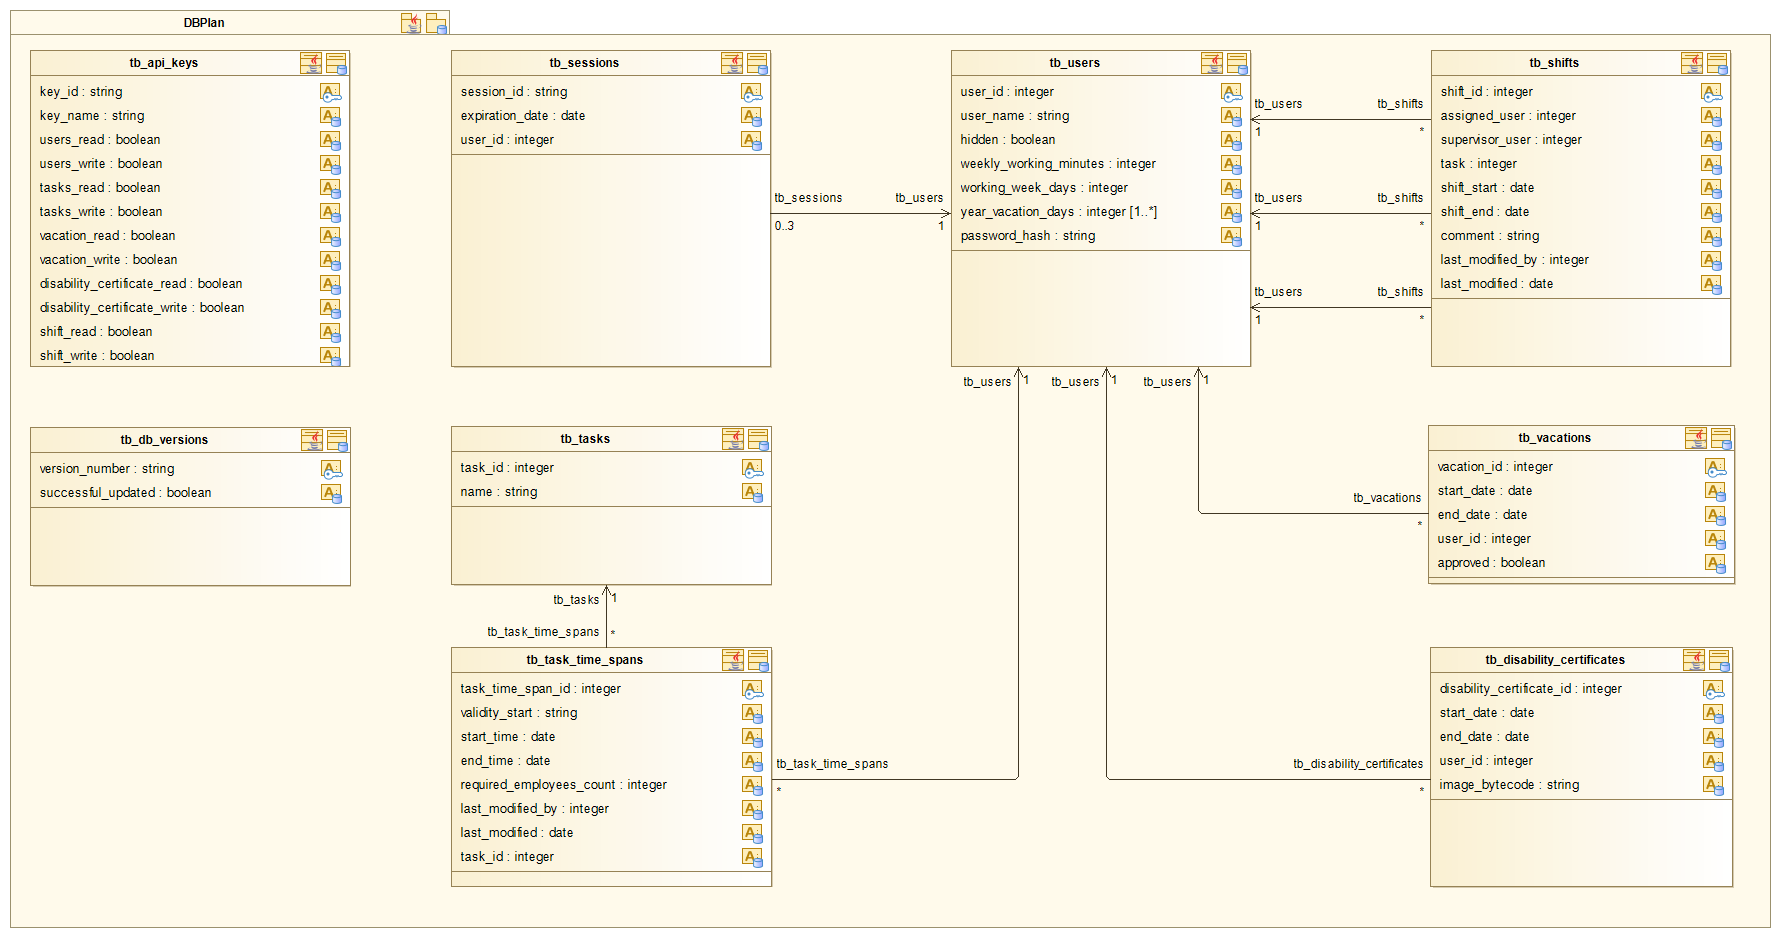 DBPlan
tb_api_keys
key_id : string
key_name : string
users_read : boolean
users_write : boolean
tasks_read : boolean
tasks_write : boolean
vacation_read : boolean
vacation_write : boolean
disability_certificate_read : boolean
disability_certificate_write : boolean
shift_read : boolean
shift_write : boolean
tb_sessions
session_id : string
expiration_date : date
user_id : integer
tb_sessions
tb_users
0..3
1
tb_users
user_id : integer
user_name : string
hidden : boolean
weekly_working_minutes : integer
working_week_days : integer
year_vacation_days : integer [1..*]
password_hash : string
tb_users
tb_shifts
1
*
tb_users
tb_shifts
1
*
tb_users
tb_shifts
1
*
tb_shifts
shift_id : integer
assigned_user : integer
supervisor_user : integer
task : integer
shift_start : date
shift_end : date
comment : string
last_modified_by : integer
last_modified : date
tb_users
1
tb_users
1
tb_users
1
tb_db_versions
version_number : string
successful_updated : boolean
tb_tasks
task_id : integer
name : string
tb_tasks
1
tb_task_time_spans
*
tb_vacations
*
tb_vacations
vacation_id : integer
start_date : date
end_date : date
user_id : integer
approved : boolean
tb_task_time_spans
task_time_span_id : integer
validity_start : string
start_time : date
end_time : date
required_employees_count : integer
last_modified_by : integer
last_modified : date
task_id : integer
tb_task_time_spans
*
tb_disability_certificates
*
tb_disability_certificates
disability_certificate_id : integer
start_date : date
end_date : date
user_id : integer
image_bytecode : string